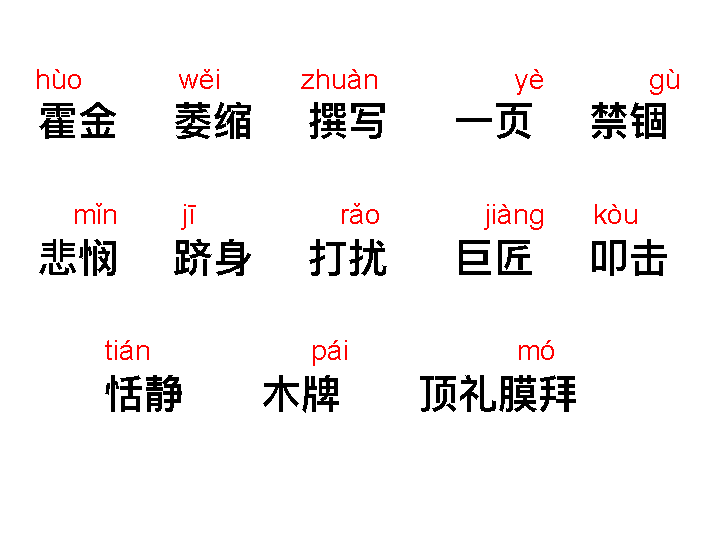 hùo wěi zhuàn yè gù
霍金 萎缩 撰写 一页 禁锢
mǐn jī rǎo jiàng kòu
悲悯 跻身 打扰 巨匠 叩击
tián pái mó
恬静 木牌 顶礼膜拜